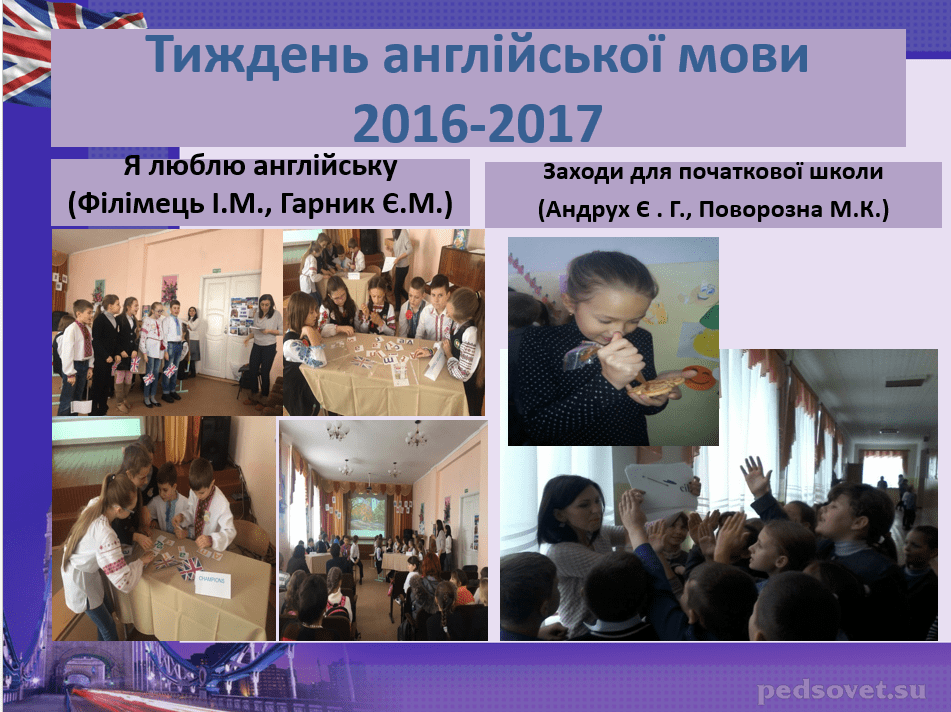 Тиждень англійської мови
2016-2017
Я люблю англійську
(Філімець І.М., Гарник Є.М.)
Заходи для початкової школи
(Андрух Є . Г., Поворозна М.К.)
CHAMPIONS
pedsovet.su